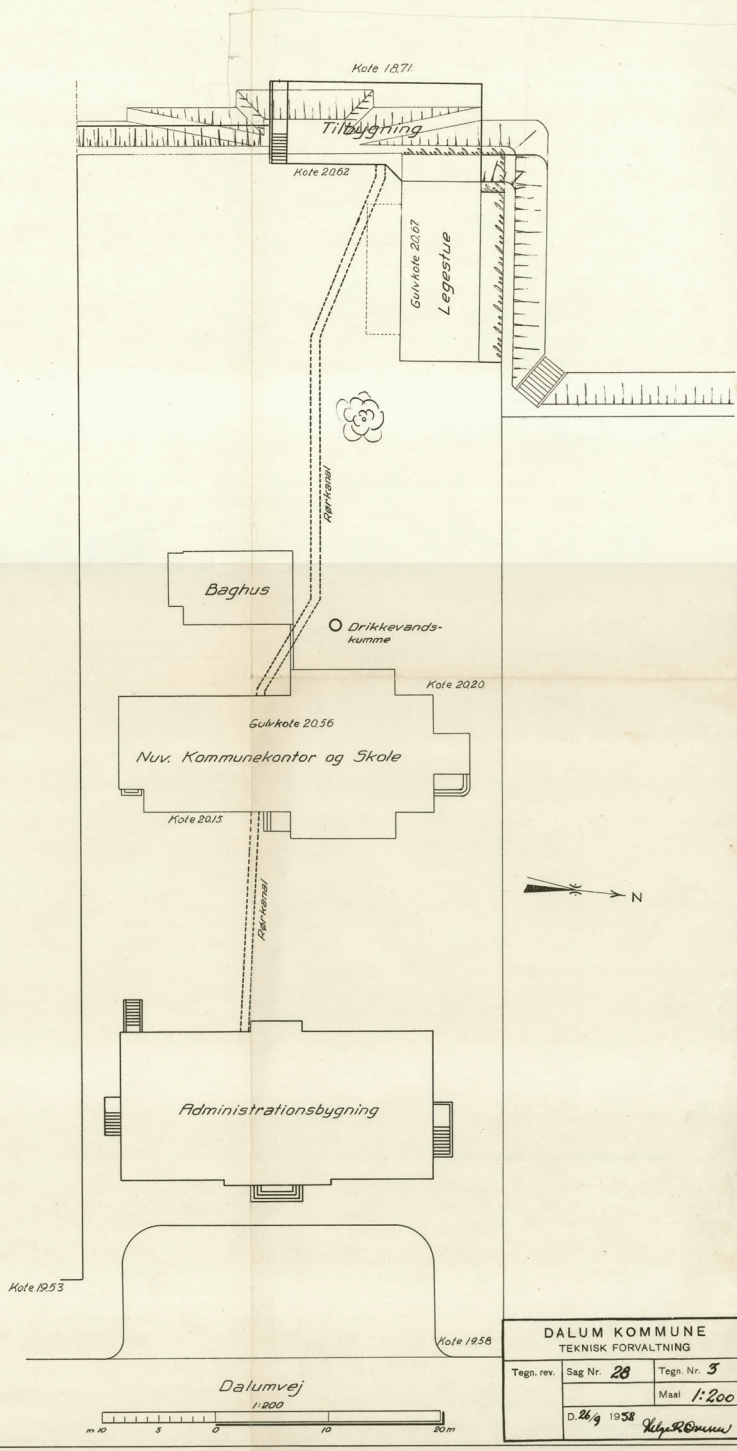 Kote 18.71.
Tilbygning
Kote 20.62
Gulvkote 20.67
Legestue
Rørkanal
Baghus
Drikkevands-
kumme
Kote 20.20
Gulvkote 20.56
Nuv. Kommunekontor og Skole
Kote 20.15
Rørkanal
N
Administrationsbygning
Kote 19.53
Kote 19.58
Dalumvej
1:200
m 10 5 0 10 20 m
DALUM KOMMUNE
TEKNISK FORVALTNING
Tegn. rev. Sag Nr. 28 Tegn. Nr. 3
Maal 1:200
D. 26/9 1958